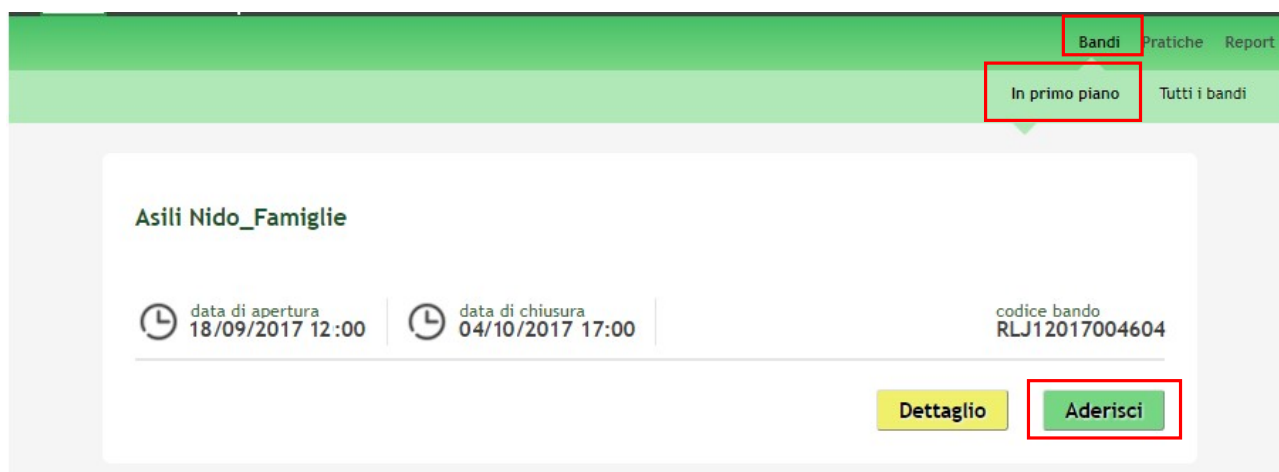 Bandi Pratiche Report
In primo piano Tutti i bandi
Asili Nido_Famiglie
data di apertura data di chiusura codice bando
18/09/2017 12:00 04/10/2017 17:00 RLJ12017004604
Dettaglio Aderisci